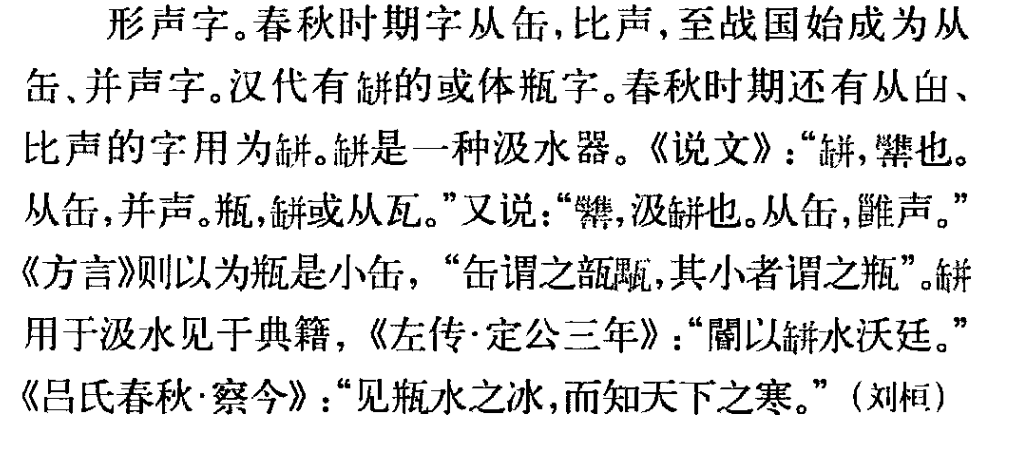 形声字。春秋时期字从缶,比声,至战国始成为从
缶、并声字。汉代有缾的或体瓶字。春秋时期还有从、
比声的字用为缾。缾是一种汲水器。《说文》:“缾,𦉥也。
从缶,并声。瓶,缾或从瓦。”又说:“𦉥,汲缾也。从缶,雝声。”
《方言》则以为瓶是小缶,“缶谓之瓿,其小者谓之瓶”。缾
用于汲水见于典籍,《左传·定公三年》:“閽以缾水沃廷。”
《吕氏春秋·察今》:“见瓶水之冰,而知天下之寒。”(刘桓)